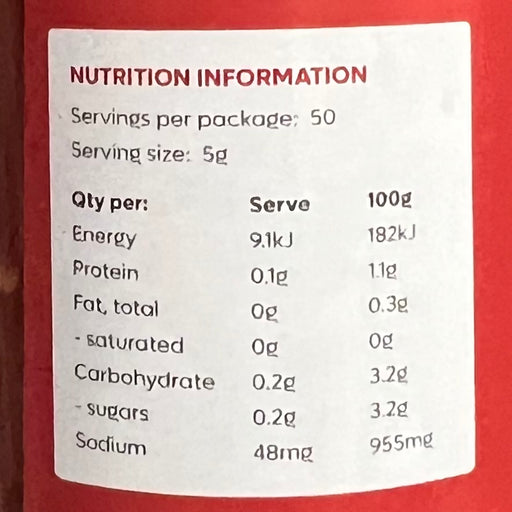 NUTRITION INFORMATION
Servings per package: 50
Serving size: 5g
Qty per: Serve 100g
Energy 9.1kJ 182kJ
Protein 0.1g 1.1g
Fat, total 0g 0.3g
- saturated 0g 0g
Carbohydrate 0.2g 3.2g
- sugars 0.2g 3.2g
Sodium 48mg 955mg